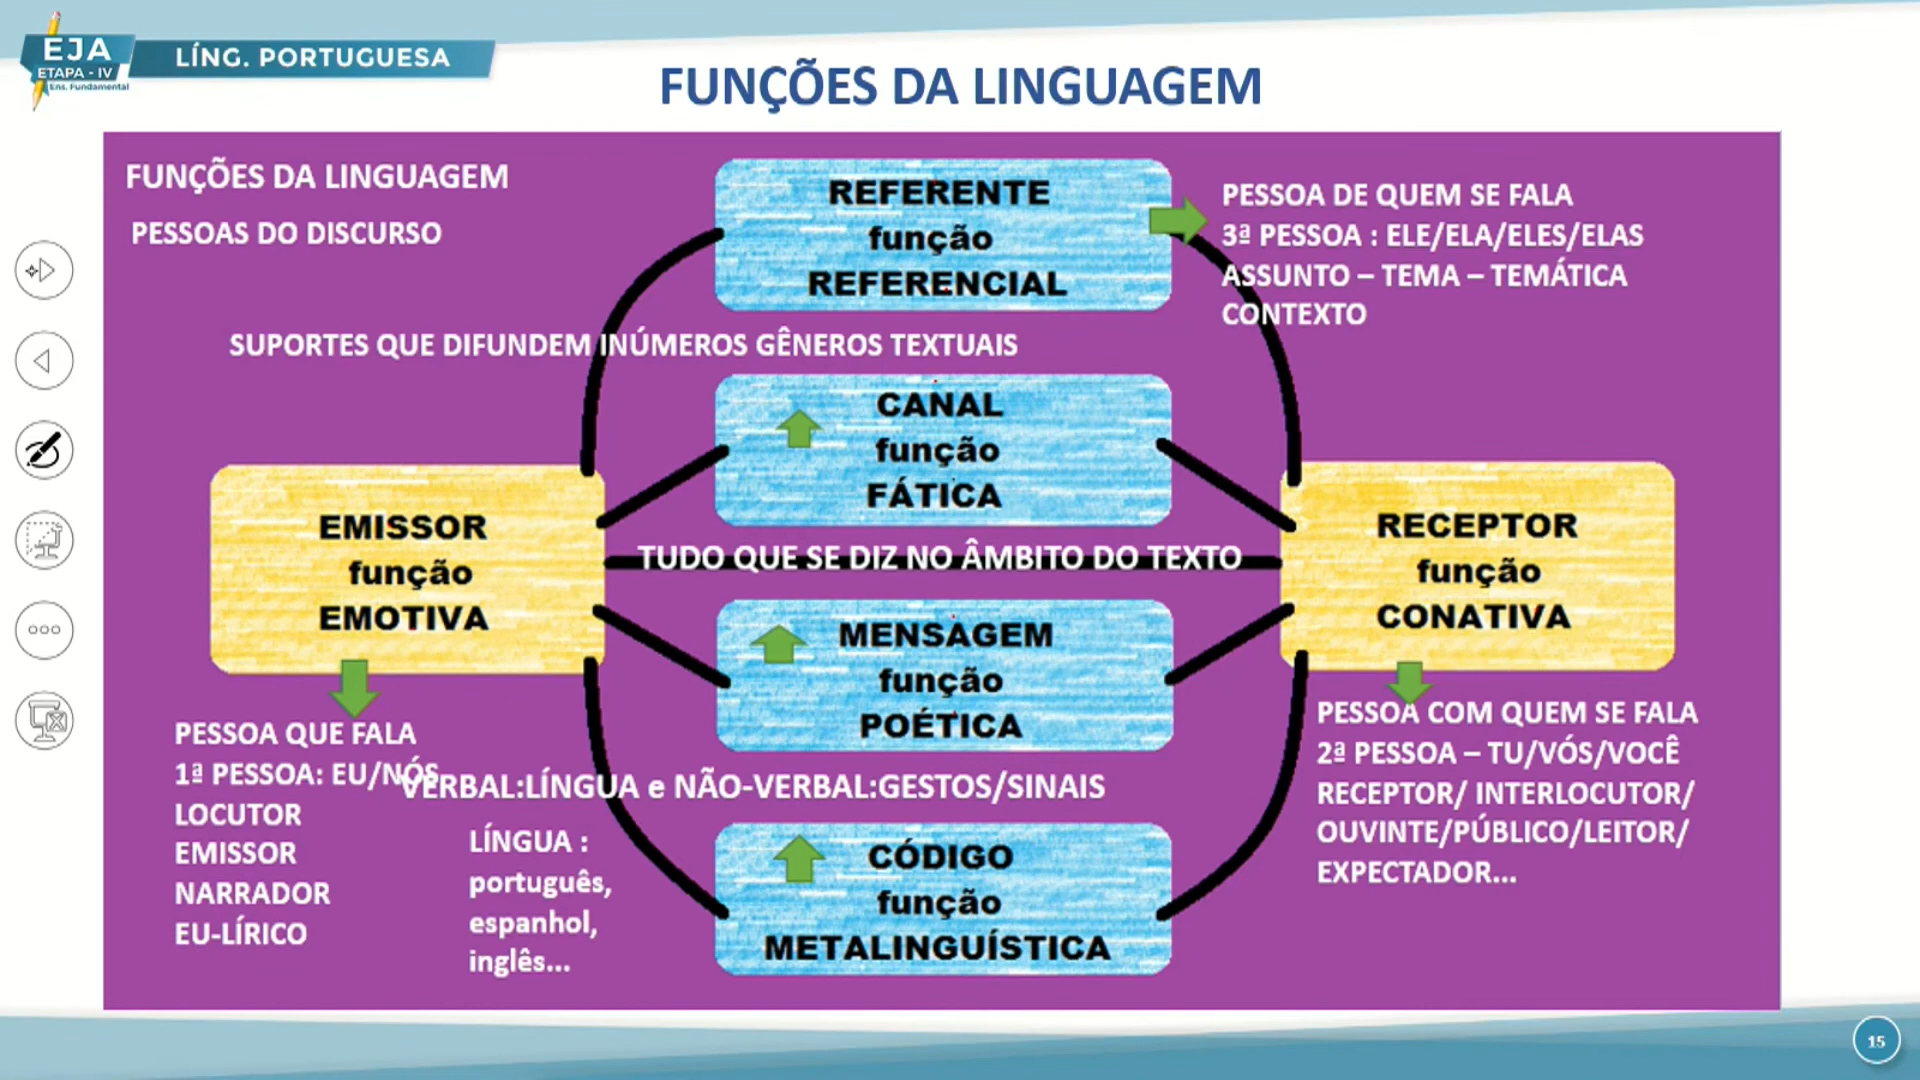 EJA
ETAPA - IV
Ens. Fundamental
LÍNG. PORTUGUESA
FUNÇÕES DA LINGUAGEM
FUNÇÕES DA LINGUAGEM
PESSOAS DO DISCURSO
REFERENTE
função
REFERENCIAL
PESSOA DE QUEM SE FALA
3ª PESSOA : ELE/ELA/ELES/ELAS
ASSUNTO – TEMA – TEMÁTICA
CONTEXTO
SUPORTES QUE DIFUNDEM INÚMEROS GÊNEROS TEXTUAIS
CANAL
função
FÁTICA
EMISSOR
função
EMOTIVA
TUDO QUE SE DIZ NO ÂMBITO DO TEXTO
RECEPTOR
função
CONATIVA
MENSAGEM
função
POÉTICA
PESSOA QUE FALA
1ª PESSOA: EU/NÓS
LOCUTOR
EMISSOR
NARRADOR
EU-LÍRICO
PESSOA COM QUEM SE FALA
2ª PESSOA – TU/VÓS/VOCÊ
RECEPTOR/ INTERLOCUTOR/
OUVINTE/PÚBLICO/LEITOR/
EXPECTADOR...
VERBAL:LÍNGUA e NÃO-VERBAL:GESTOS/SINAIS
LÍNGUA :
português,
espanhol,
inglês...
CÓDIGO
função
METALINGUÍSTICA
15